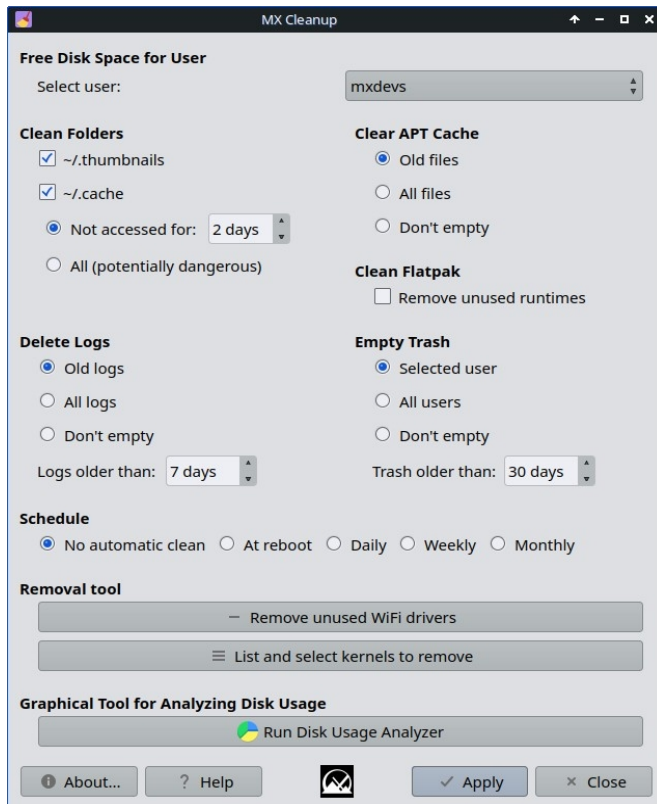 MX Cleanup
Free Disk Space for User
Select user: mxdevs
Clean Folders
~/.thumbnails
~/.cache
Not accessed for: 2 days
All (potentially dangerous)
Clear APT Cache
Old files
All files
Don't empty
Clean Flatpak
Remove unused runtimes
Delete Logs
Old logs
All logs
Don't empty
Logs older than: 7 days
Empty Trash
Selected user
All users
Don't empty
Trash older than: 30 days
Schedule
No automatic clean At reboot Daily Weekly Monthly
Removal tool
Remove unused WiFi drivers
List and select kernels to remove
Graphical Tool for Analyzing Disk Usage
Run Disk Usage Analyzer
About... ? Help Apply Close